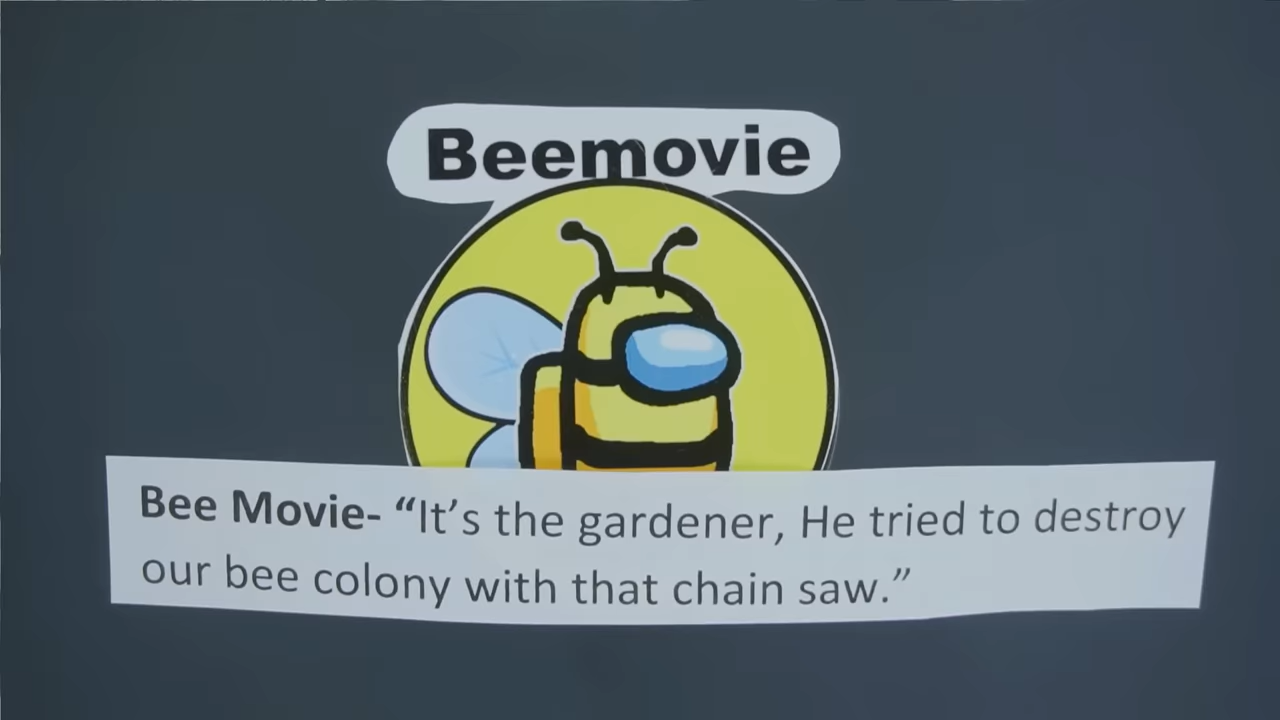 Beemovie
Bee Movie- “It’s the gardener, He tried to destroy
our bee colony with that chain saw.”